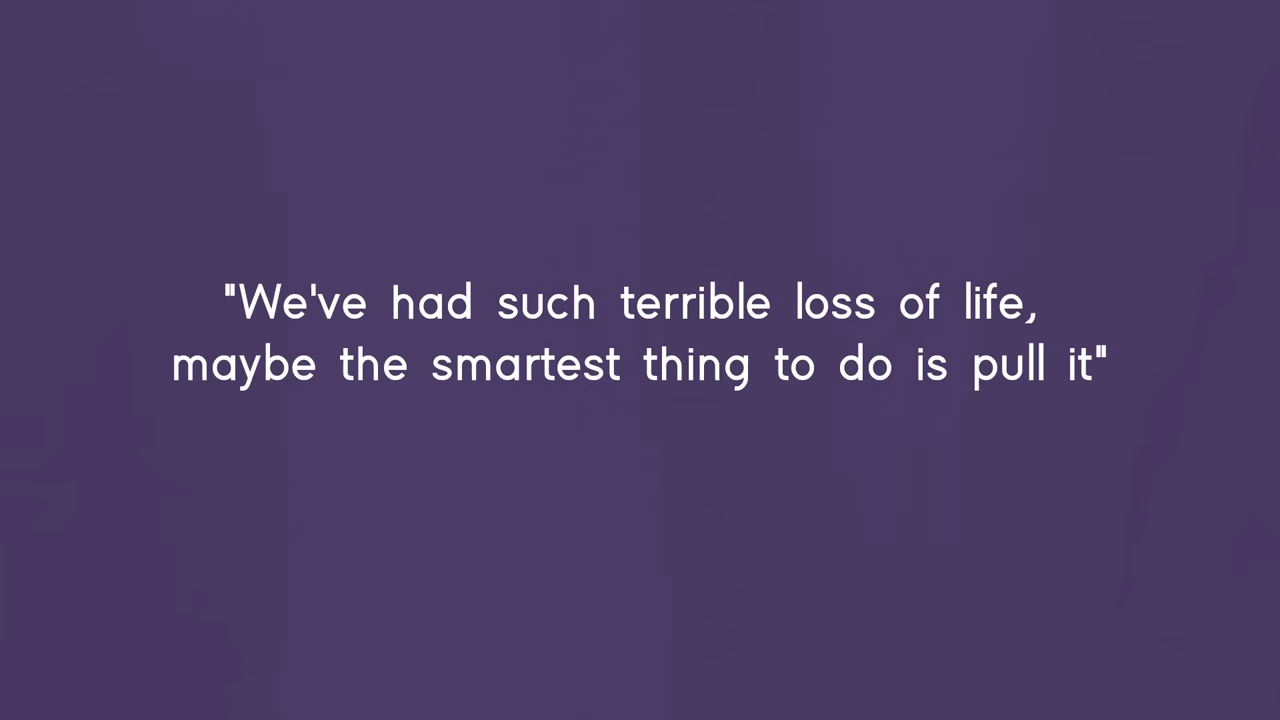 "We've had such terrible loss of life,
maybe the smartest thing to do is pull it"